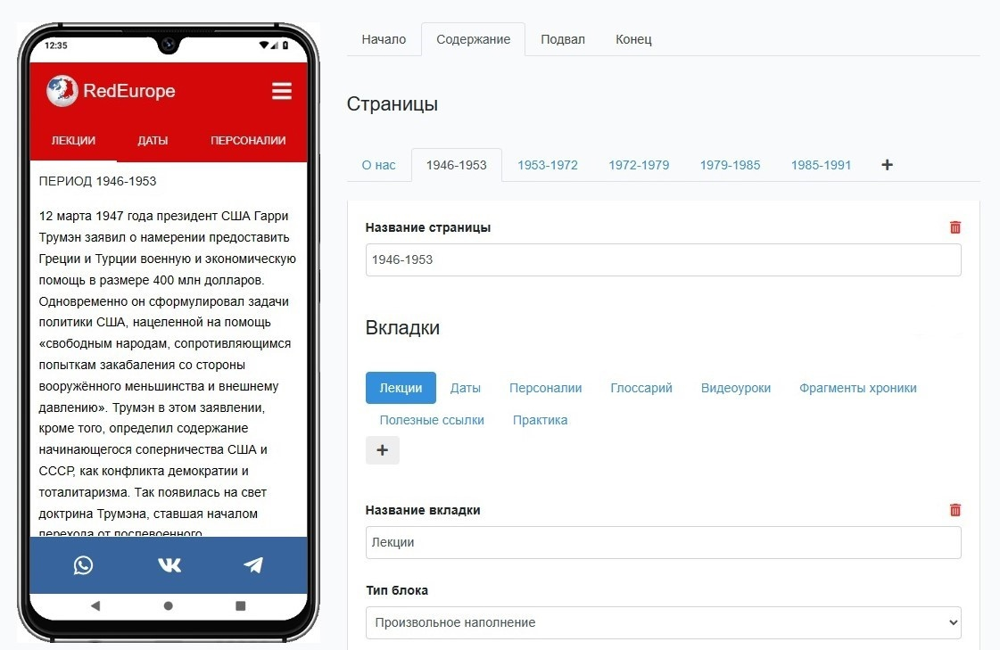 12:35
RedEurope
ЛЕКЦИИ ДАТЫ ПЕРСОНАЛИИ
ПЕРИОД 1946-1953
12 марта 1947 года президент США Гарри
Трумэн заявил о намерении предоставить
Греции и Турции военную и экономическую
помощь в размере 400 млн долларов.
Одновременно он сформулировал задачи
политики США, нацеленной на помощь
«свободным народам, сопротивляющимся
попыткам закабаления со стороны
вооружённого меньшинства и внешнему
давлению». Трумэн в этом заявлении,
кроме того, определил содержание
начинающегося соперничества США и
СССР, как конфликта демократии и
тоталитаризма. Так появилась на свет
доктрина Трумэна, ставшая началом
перехода от послевоенного
Начало Содержание Подвал Конец
Страницы
О нас 1946-1953 1953-1972 1972-1979 1979-1985 1985-1991 +
Название страницы
1946-1953
Вкладки
Лекции Даты Персоналии Глоссарий Видеоуроки Фрагменты хроники
Полезные ссылки Практика
+
Название вкладки
Лекции
Тип блока
Произвольное наполнение